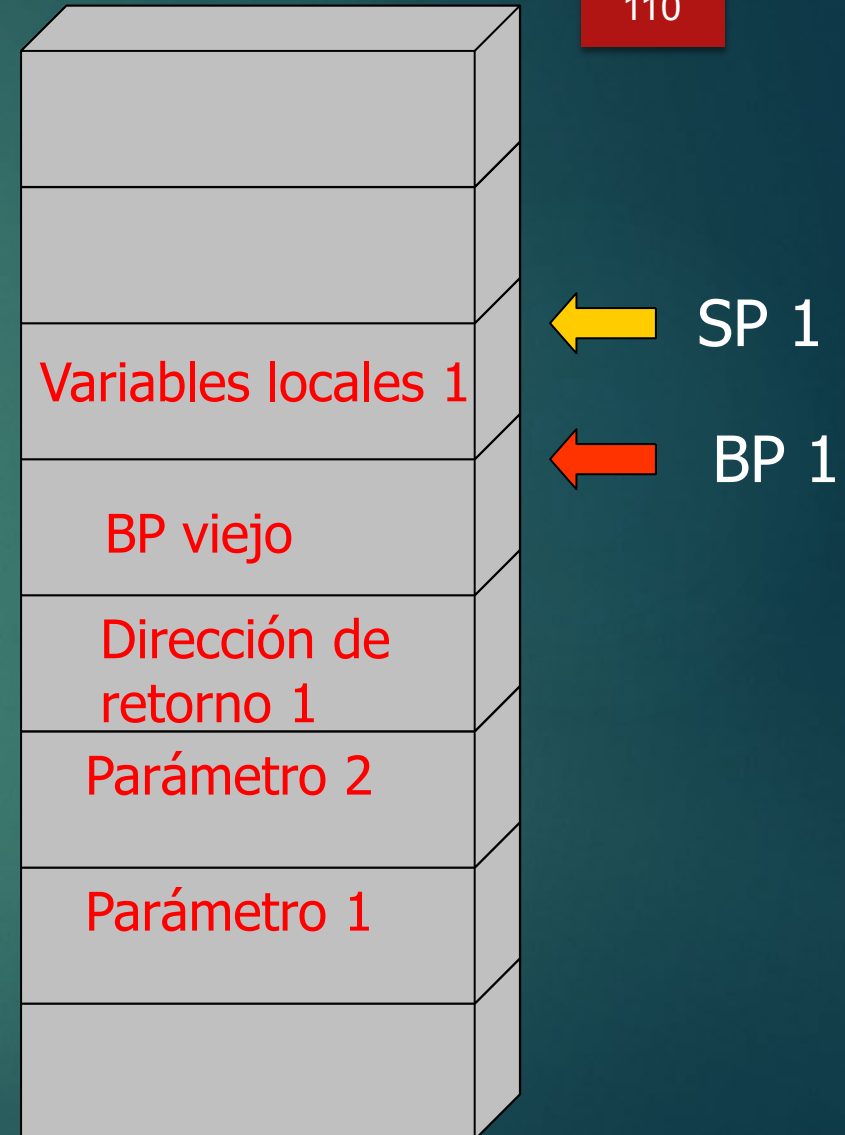 110
SP 1
Variables locales 1
BP 1
BP viejo
Dirección de
retorno 1
Parámetro 2
Parámetro 1